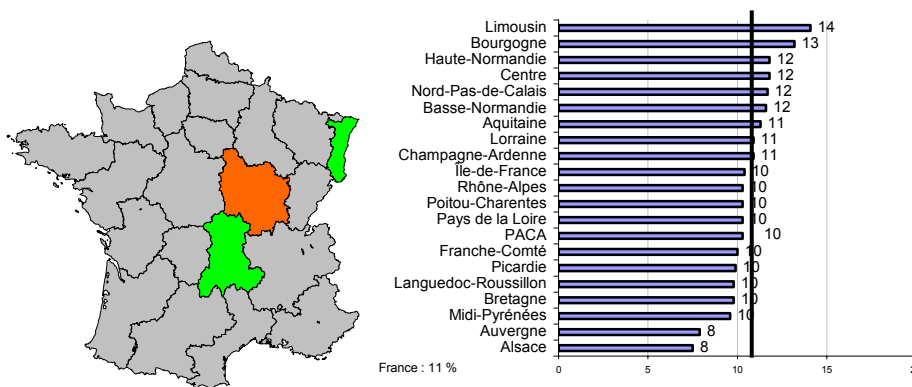 Limousin 14
Bourgogne 13
Haute-Normandie 12
Centre 12
Nord-Pas-de-Calais 12
Basse-Normandie 12
Aquitaine 11
Lorraine 11
Champagne-Ardenne 11
Île-de-France 10
Rhône-Alpes 10
Poitou-Charentes 10
Pays de la Loire 10
PACA 10
Franche-Comté 10
Picardie 10
Languedoc-Roussillon 10
Bretagne 10
Midi-Pyrénées 10
Auvergne 8
Alsace 8
France : 11 %
0 5 10 15 2